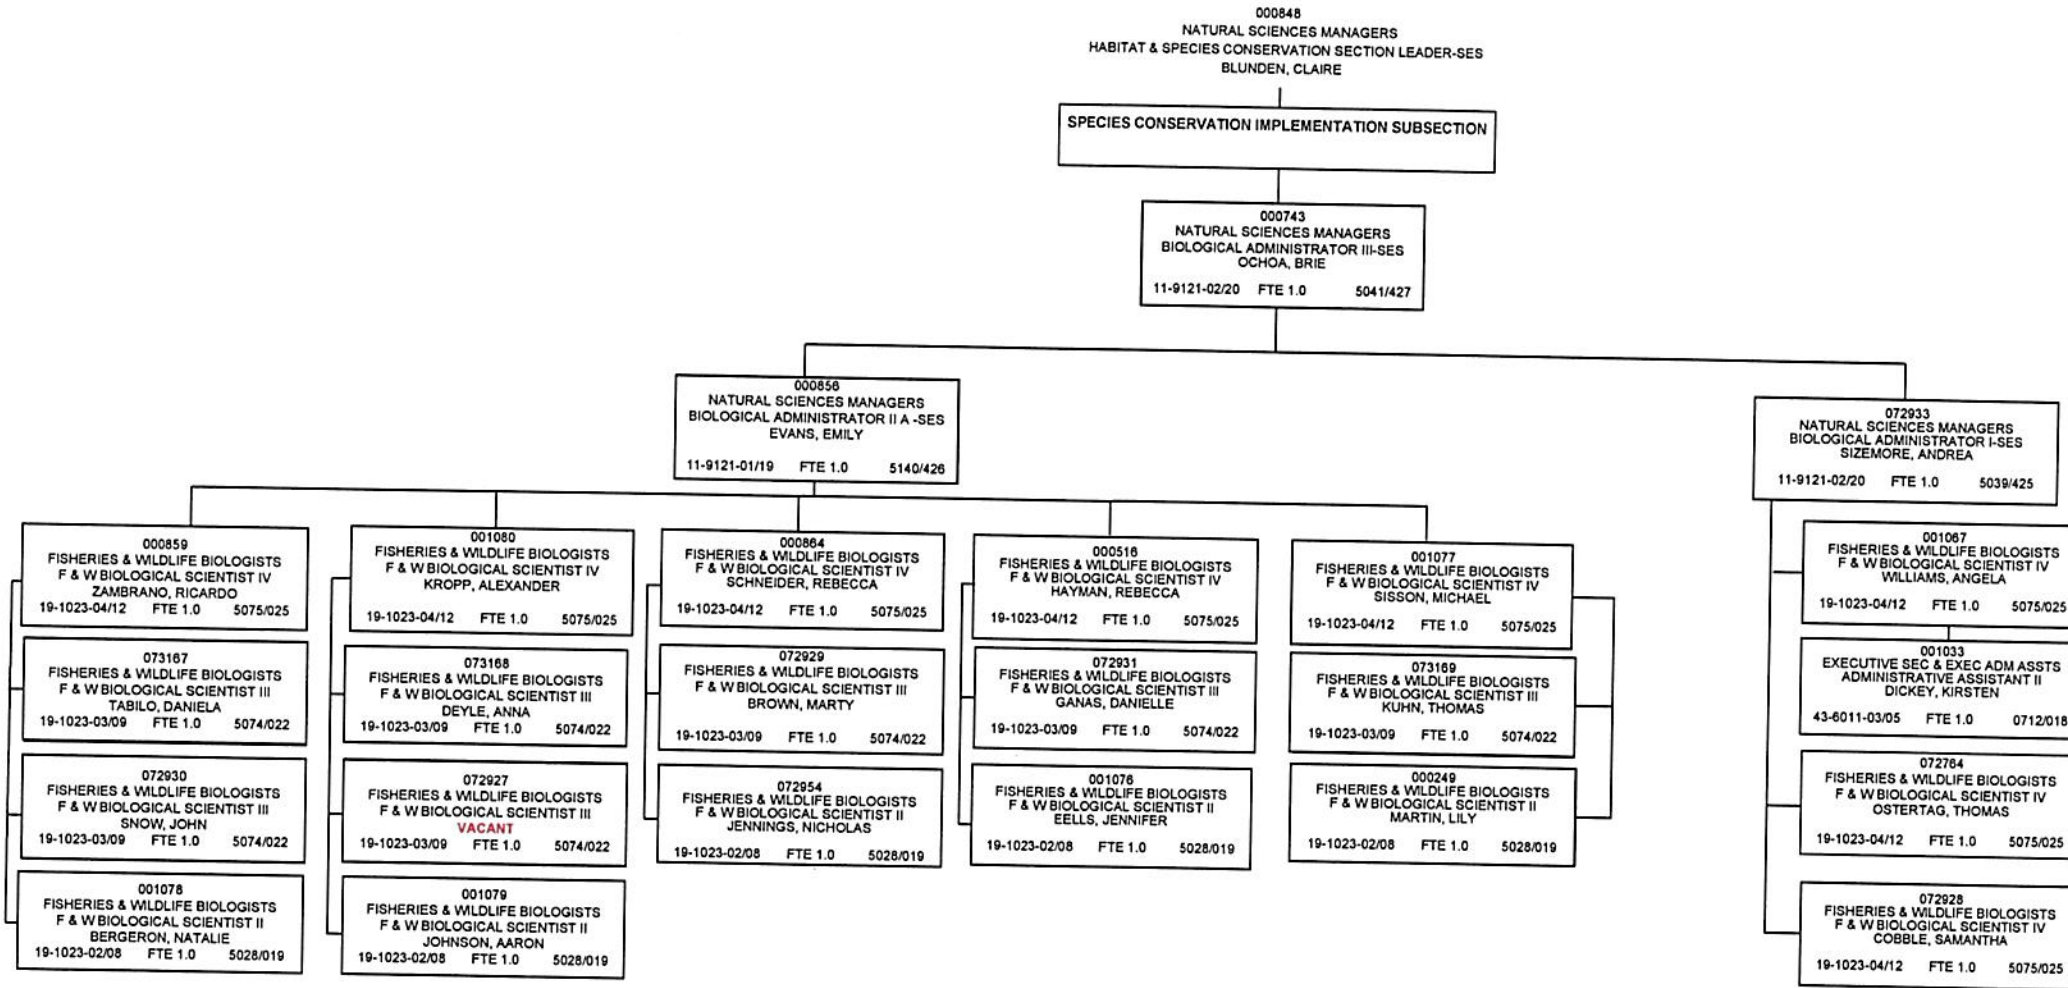 000848
NATURAL SCIENCES MANAGERS
HABITAT & SPECIES CONSERVATION SECTION LEADER-SES
BLUNDEN, CLAIRE
SPECIES CONSERVATION IMPLEMENTATION SUBSECTION
000743
NATURAL SCIENCES MANAGERS
BIOLOGICAL ADMINISTRATOR III-SES
OCHOA, BRIE
11-9121-02/20 FTE 1.0 5041/427
000856
NATURAL SCIENCES MANAGERS
BIOLOGICAL ADMINISTRATOR II A -SES
EVANS, EMILY
11-9121-01/19 FTE 1.0 5140/426
072933
NATURAL SCIENCES MANAGERS
BIOLOGICAL ADMINISTRATOR I-SES
SIZEMORE, ANDREA
11-9121-02/20 FTE 1.0 5039/425
000859
FISHERIES & WILDLIFE BIOLOGISTS
F & W BIOLOGICAL SCIENTIST IV
ZAMBRANO, RICARDO
19-1023-04/12 FTE 1.0 5075/025
073167
FISHERIES & WILDLIFE BIOLOGISTS
F & W BIOLOGICAL SCIENTIST III
TABILO, DANIELA
19-1023-03/09 FTE 1.0 5074/022
072930
FISHERIES & WILDLIFE BIOLOGISTS
F & W BIOLOGICAL SCIENTIST III
SNOW, JOHN
19-1023-03/09 FTE 1.0 5074/022
001078
FISHERIES & WILDLIFE BIOLOGISTS
F & W BIOLOGICAL SCIENTIST II
BERGERON, NATALIE
19-1023-02/08 FTE 1.0 5028/019
001080
FISHERIES & WILDLIFE BIOLOGISTS
F & W BIOLOGICAL SCIENTIST IV
KROPP, ALEXANDER
19-1023-04/12 FTE 1.0 5075/025
073168
FISHERIES & WILDLIFE BIOLOGISTS
F & W BIOLOGICAL SCIENTIST III
DEYLE, ANNA
19-1023-03/09 FTE 1.0 5074/022
072927
FISHERIES & WILDLIFE BIOLOGISTS
F & W BIOLOGICAL SCIENTIST III
VACANT
19-1023-03/09 FTE 1.0 5074/022
001079
FISHERIES & WILDLIFE BIOLOGISTS
F & W BIOLOGICAL SCIENTIST II
JOHNSON, AARON
19-1023-02/08 FTE 1.0 5028/019
000864
FISHERIES & WILDLIFE BIOLOGISTS
F & W BIOLOGICAL SCIENTIST IV
SCHNEIDER, REBECCA
19-1023-04/12 FTE 1.0 5075/025
072929
FISHERIES & WILDLIFE BIOLOGISTS
F & W BIOLOGICAL SCIENTIST III
BROWN, MARTY
19-1023-03/09 FTE 1.0 5074/022
072954
FISHERIES & WILDLIFE BIOLOGISTS
F & W BIOLOGICAL SCIENTIST II
JENNINGS, NICHOLAS
19-1023-02/08 FTE 1.0 5028/019
000516
FISHERIES & WILDLIFE BIOLOGISTS
F & W BIOLOGICAL SCIENTIST IV
HAYMAN, REBECCA
19-1023-04/12 FTE 1.0 5075/025
072931
FISHERIES & WILDLIFE BIOLOGISTS
F & W BIOLOGICAL SCIENTIST III
GANAS, DANIELLE
19-1023-03/09 FTE 1.0 5074/022
001076
FISHERIES & WILDLIFE BIOLOGISTS
F & W BIOLOGICAL SCIENTIST II
EELLS, JENNIFER
19-1023-02/08 FTE 1.0 5028/019
001077
FISHERIES & WILDLIFE BIOLOGISTS
F & W BIOLOGICAL SCIENTIST IV
SISSON, MICHAEL
19-1023-04/12 FTE 1.0 5075/025
073169
FISHERIES & WILDLIFE BIOLOGISTS
F & W BIOLOGICAL SCIENTIST III
KUHN, THOMAS
19-1023-03/09 FTE 1.0 5074/022
000249
FISHERIES & WILDLIFE BIOLOGISTS
F & W BIOLOGICAL SCIENTIST II
MARTIN, LILY
19-1023-02/08 FTE 1.0 5028/019
001067
FISHERIES & WILDLIFE BIOLOGISTS
F & W BIOLOGICAL SCIENTIST IV
WILLIAMS, ANGELA
19-1023-04/12 FTE 1.0 5075/025
001033
EXECUTIVE SEC & EXEC ADM ASSTS
ADMINISTRATIVE ASSISTANT II
DICKEY, KIRSTEN
43-6011-03/05 FTE 1.0 0712/018
072764
FISHERIES & WILDLIFE BIOLOGISTS
F & W BIOLOGICAL SCIENTIST IV
OSTERTAG, THOMAS
19-1023-04/12 FTE 1.0 5075/025
072928
FISHERIES & WILDLIFE BIOLOGISTS
F & W BIOLOGICAL SCIENTIST IV
COBBLE, SAMANTHA
19-1023-04/12 FTE 1.0 5075/025